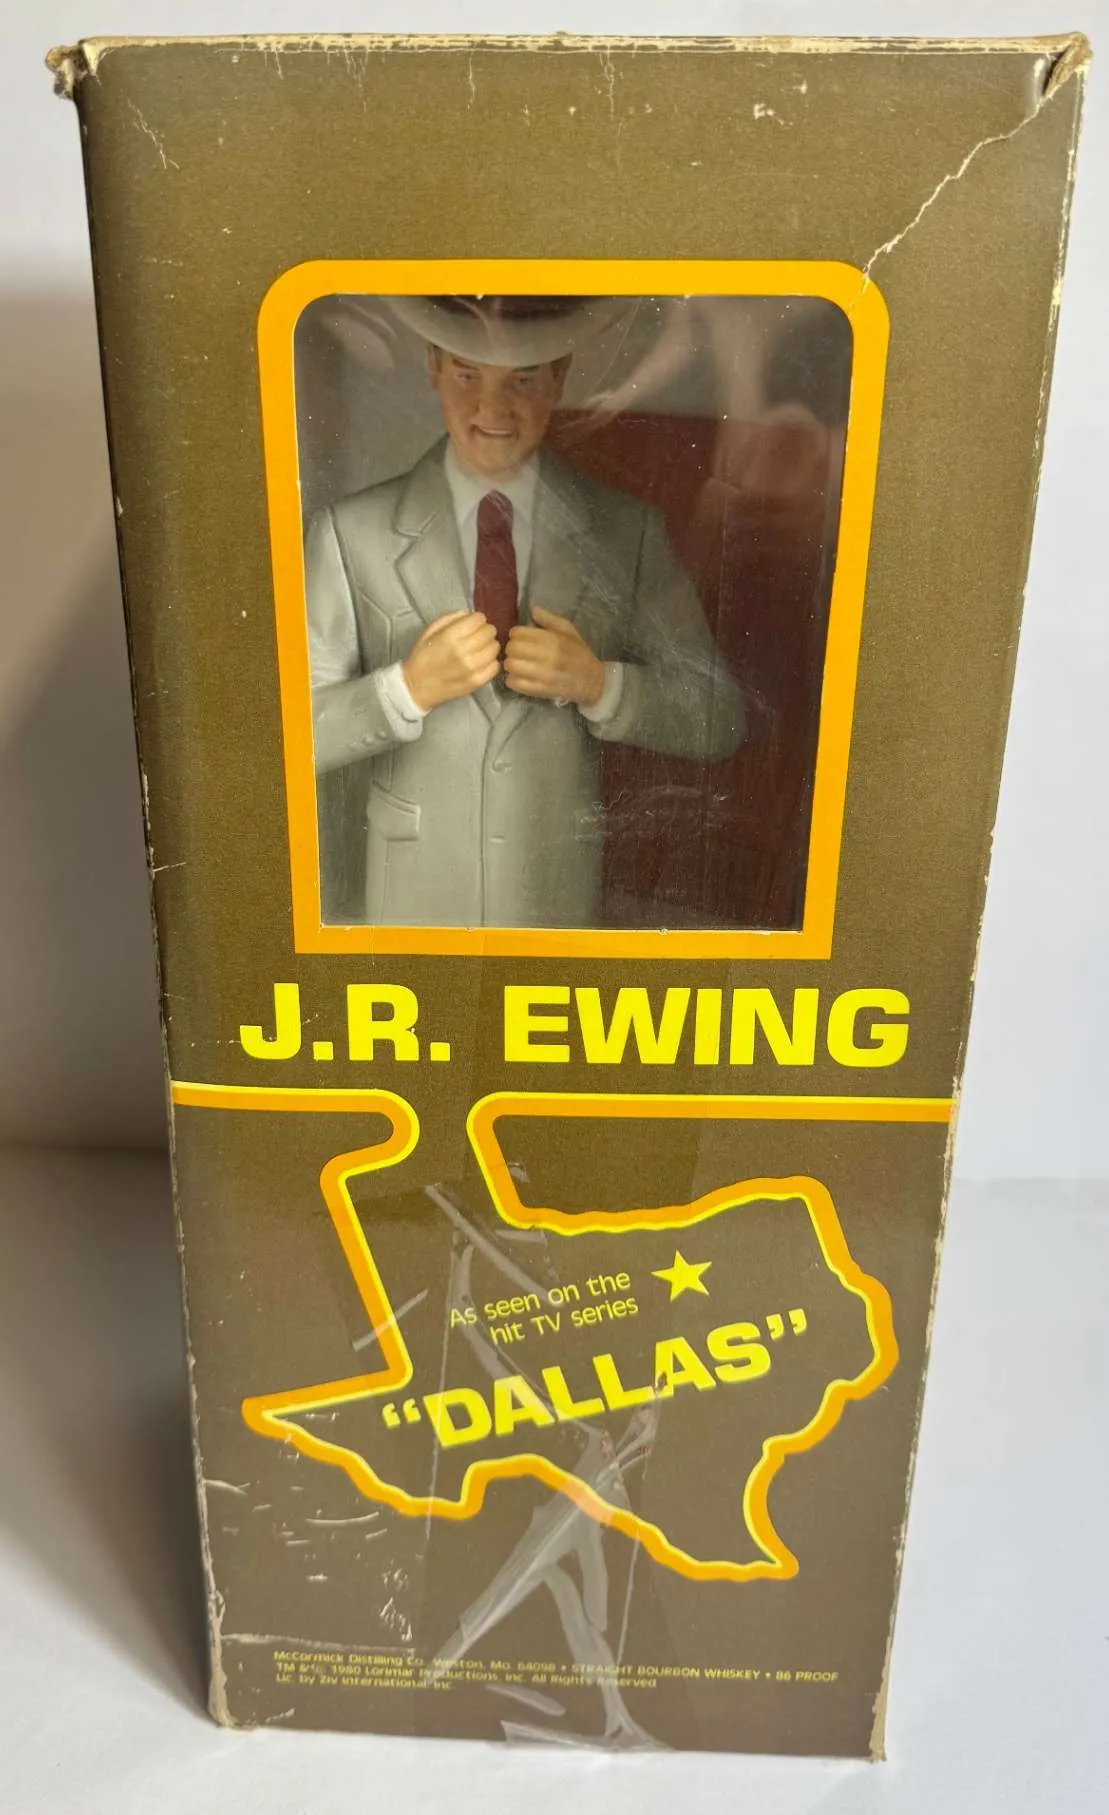 J.R. EWING
As seen on the
hit TV series
“DALLAS”
McCormick Distilling Co. Weston, Mo. 64098 • STRAIGHT BOURBON WHISKEY • 86 PROOF
TM & © 1980 Lorimar Productions, Inc. All Rights Reserved
Lic. by Ziv International, Inc.